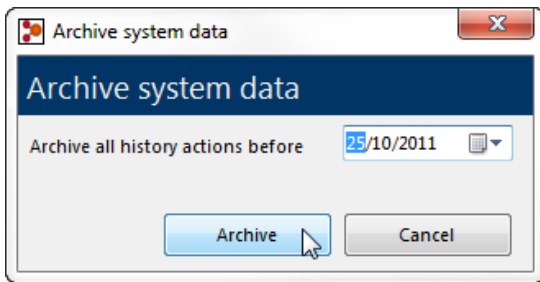 Archive system data
Archive system data
Archive all history actions before 25/10/2011
Archive Cancel